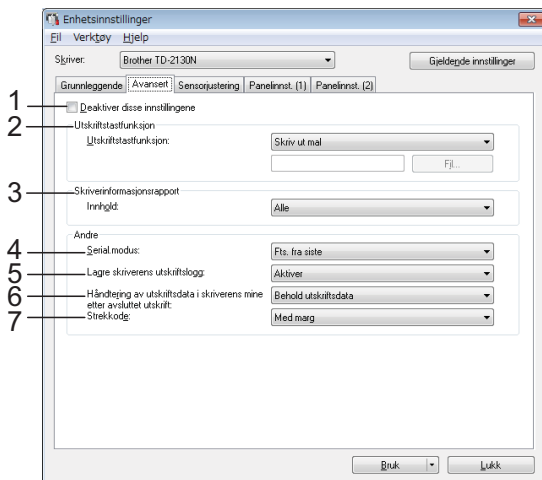 Enhetsinnstillinger
Fil Verktøy Hjelp
Skriver: Brother TD-2130N Gjeldende innstillinger
Grunnleggende Avansert Sensorjustering Panelinnst. (1) Panelinnst. (2)
1 Deaktiver disse innstillingene
2 Utskriftstastfunksjon
Utskriftstastfunksjon: Skriv ut mal
Fil...
3 Skriverinformasjonsrapport
Innhold: Alle
Andre
4 Serial.modus: Fts. fra siste
5 Lagre skriverens utskriftslogg: Aktiver
6 Håndtering av utskriftsdata i skriverens mine Behold utskriftsdata
etter avsluttet utskrift:
7 Strekkode: Med marg
Bruk Lukk